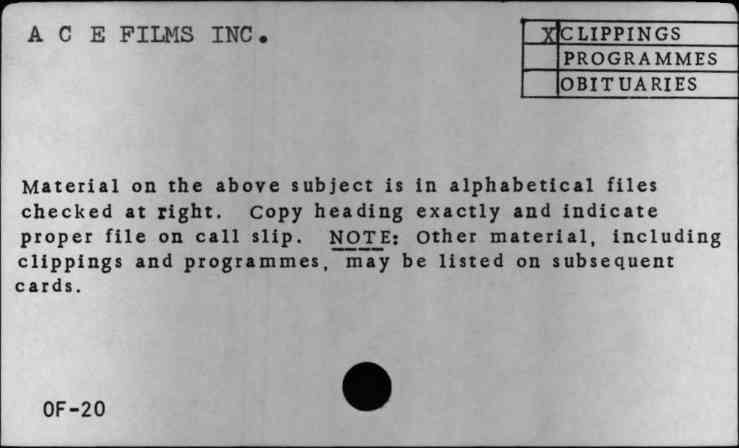 A C E FILMS INC.
X CLIPPINGS
PROGRAMMES
OBITUARIES
Material on the above subject is in alphabetical files
checked at right. Copy heading exactly and indicate
proper file on call slip. NOTE: Other material, including
clippings and programmes, may be listed on subsequent
cards.
OF-20